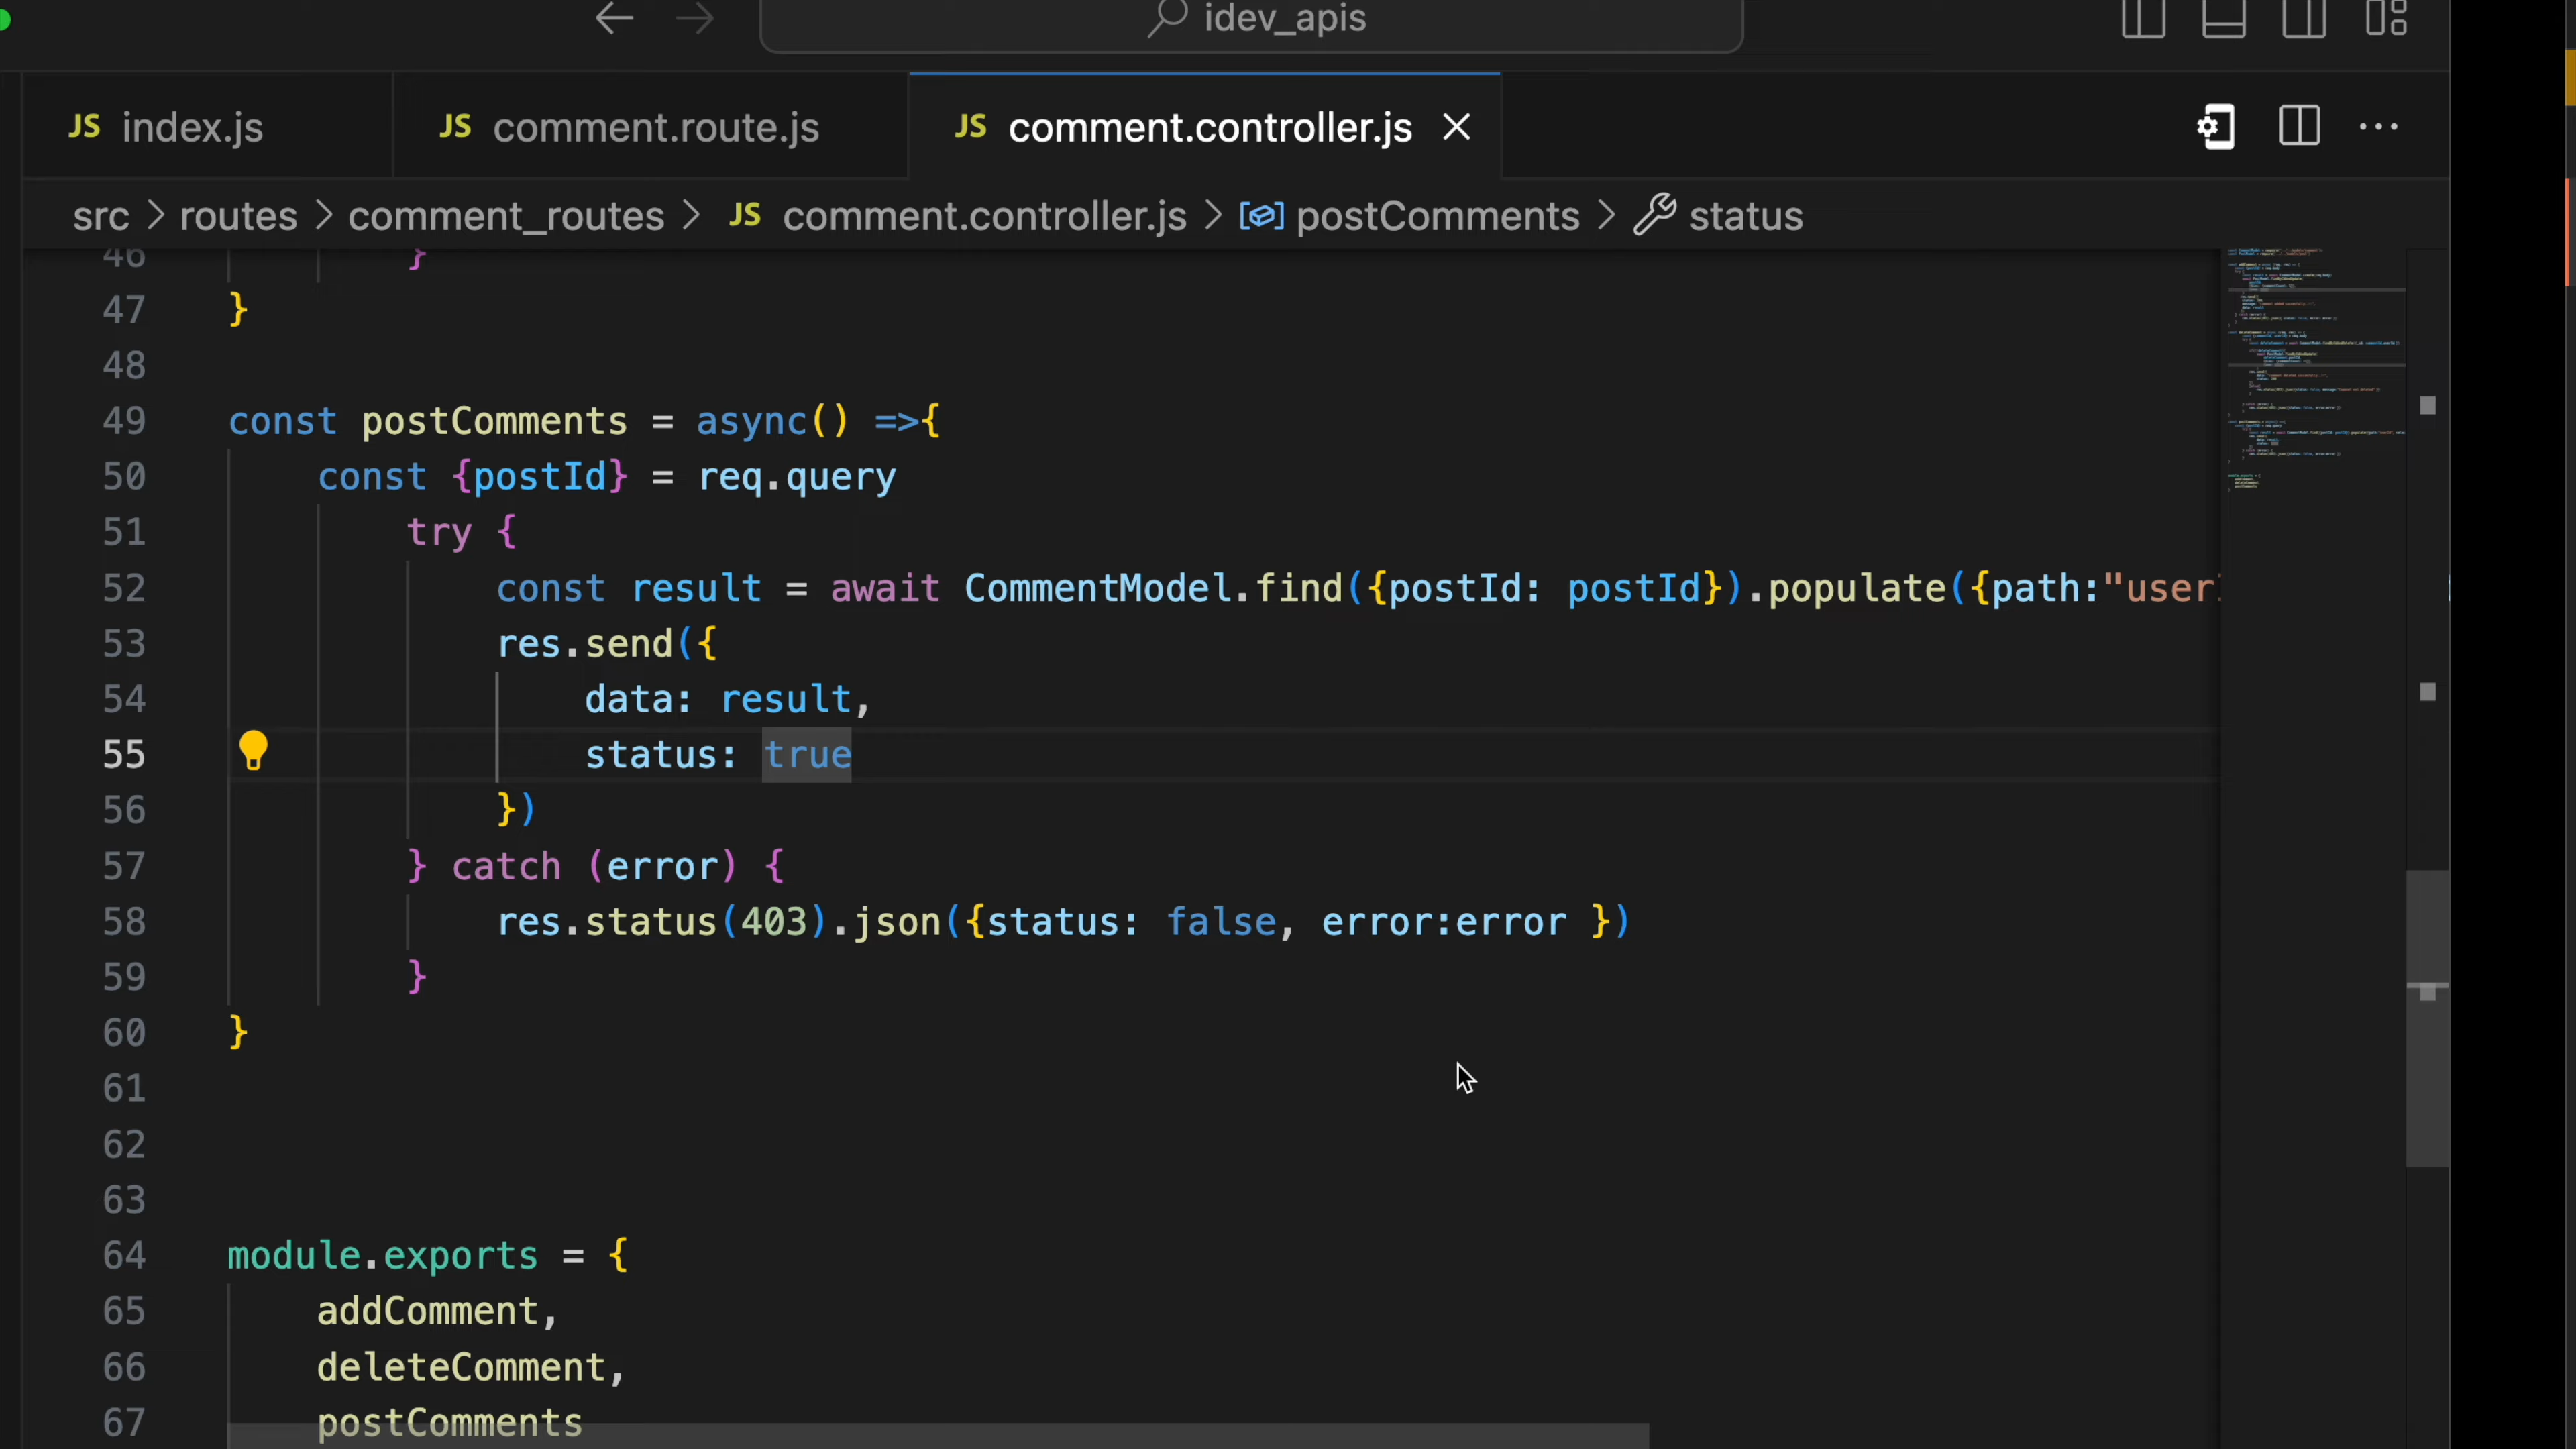 idev_apis
JS index.js
JS comment.route.js
JS comment.controller.js
src > routes > comment_routes > JS comment.controller.js > postComments > status
46 }
47 }
48
49 const postComments = async() =>{
50 const {postId} = req.query
51 try {
52 const result = await CommentModel.find({postId: postId}).populate({path:"user
53 res.send({
54 data: result,
55 status: true
56 })
57 } catch (error) {
58 res.status(403).json({status: false, error:error })
59 }
60 }
61
62
63
64 module.exports = {
65 addComment,
66 deleteComment,
67 postComments